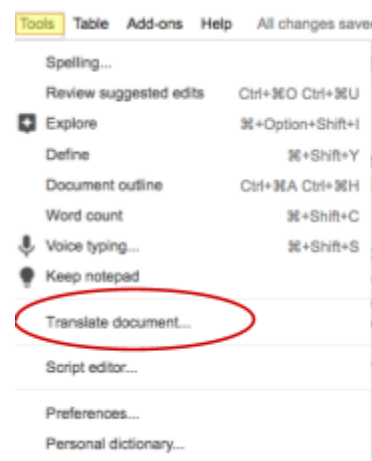 Tools Table Add-ons Help All changes save
Spelling...
Review suggested edits Ctrl+⌘O Ctrl+⌘U
Explore ⌘+Option+Shift+I
Define ⌘+Shift+Y
Document outline Ctrl+⌘A Ctrl+⌘H
Word count ⌘+Shift+C
Voice typing... ⌘+Shift+S
Keep notepad
Translate document...
Script editor...
Preferences...
Personal dictionary...